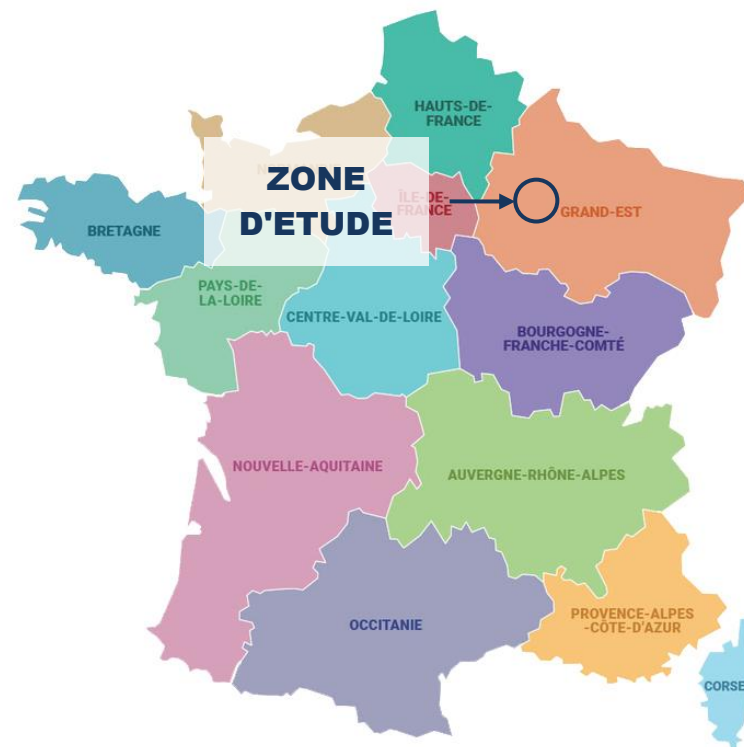 HAUTS-DE-
FRANCE
NORMANDIE
ZONE
D'ETUDE
ÎLE-DE-
FRANCE
GRAND-EST
BRETAGNE
PAYS-DE-
LA-LOIRE
CENTRE-VAL-DE-LOIRE
BOURGOGNE-
FRANCHE-COMTÉ
NOUVELLE-AQUITAINE
AUVERGNE-RHÔNE-ALPES
OCCITANIE
PROVENCE-ALPES
-CÔTE-D'AZUR
CORSE